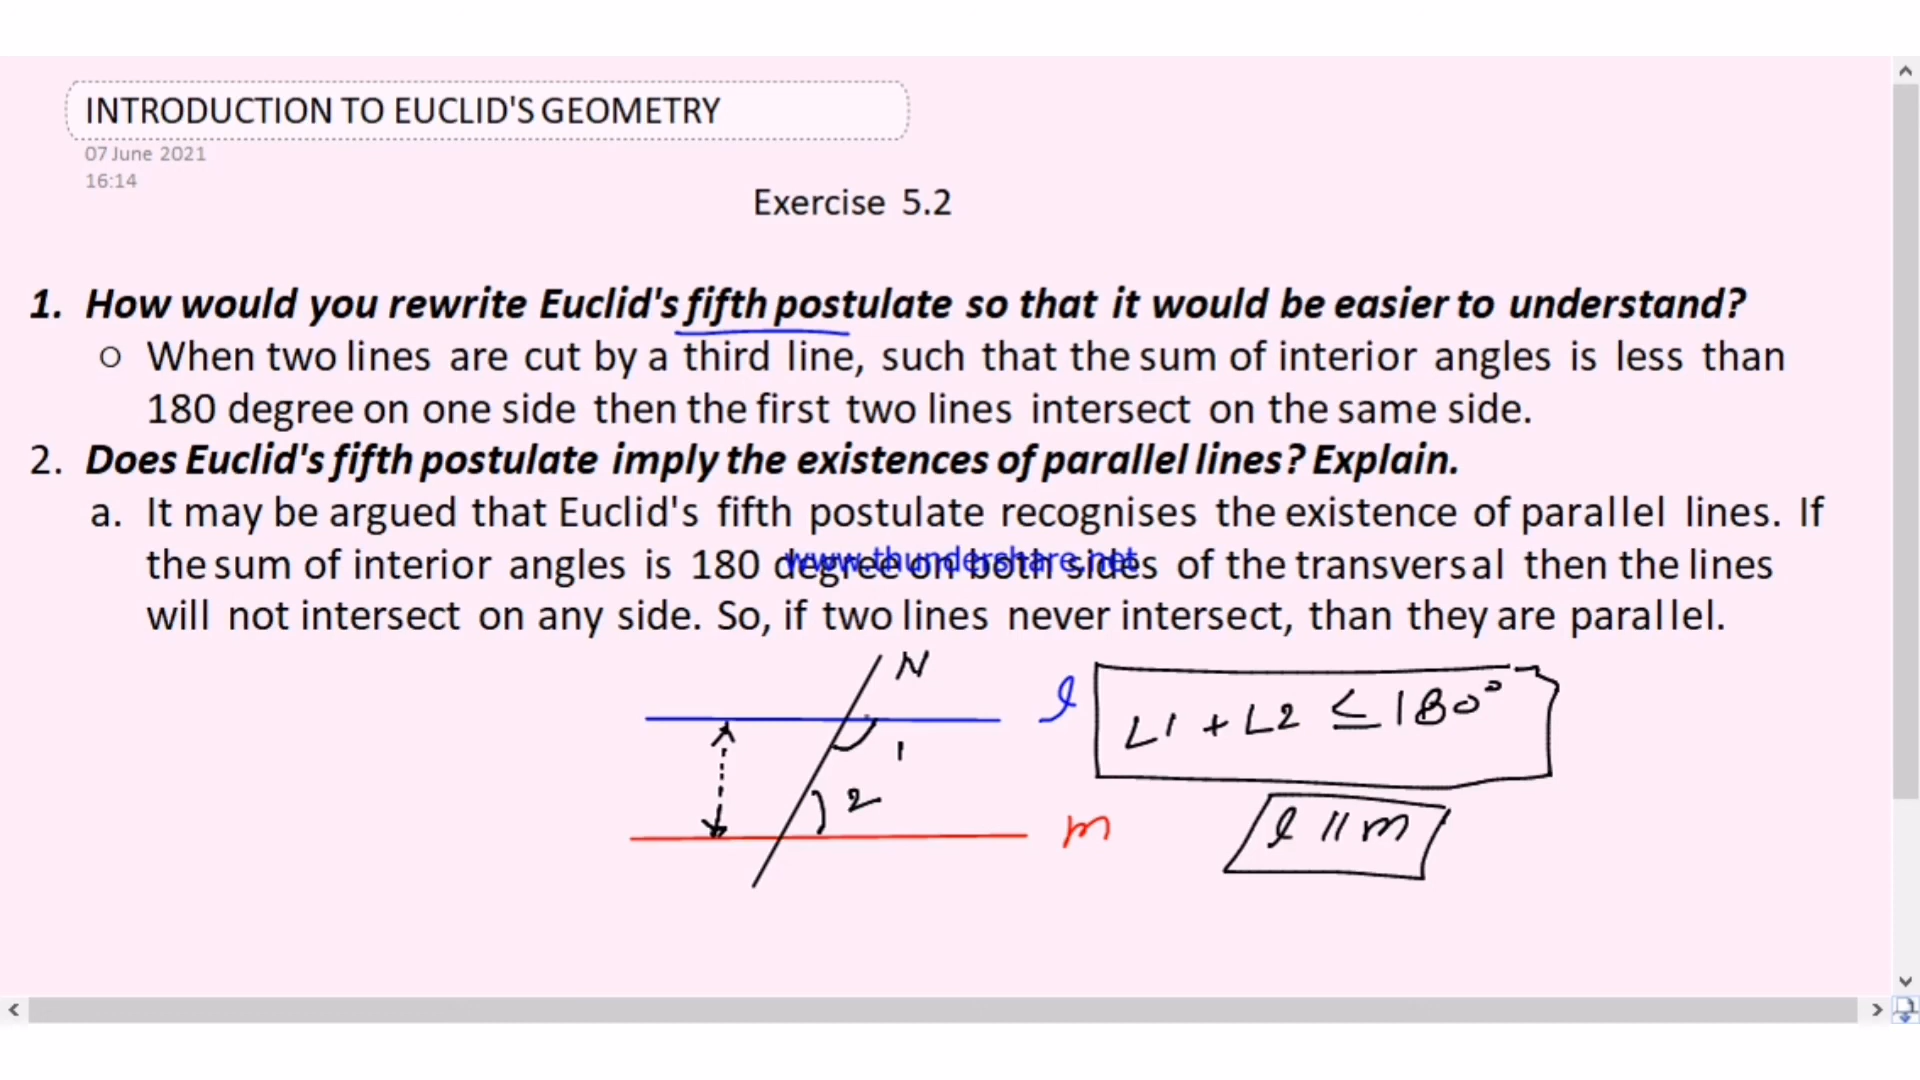 INTRODUCTION TO EUCLID'S GEOMETRY
07 June 2021
16:14
Exercise 5.2
1. How would you rewrite Euclid's fifth postulate so that it would be easier to understand?
○ When two lines are cut by a third line, such that the sum of interior angles is less than
180 degree on one side then the first two lines intersect on the same side.
2. Does Euclid's fifth postulate imply the existences of parallel lines? Explain.
a. It may be argued that Euclid's fifth postulate recognises the existence of parallel lines. If
the sum of interior angles is 180 degree on both sides of the transversal then the lines
www.thundershare.net
will not intersect on any side. So, if two lines never intersect, than they are parallel.
N
l
∠1 + ∠2 ≤ 180°
1
2
m
l || m